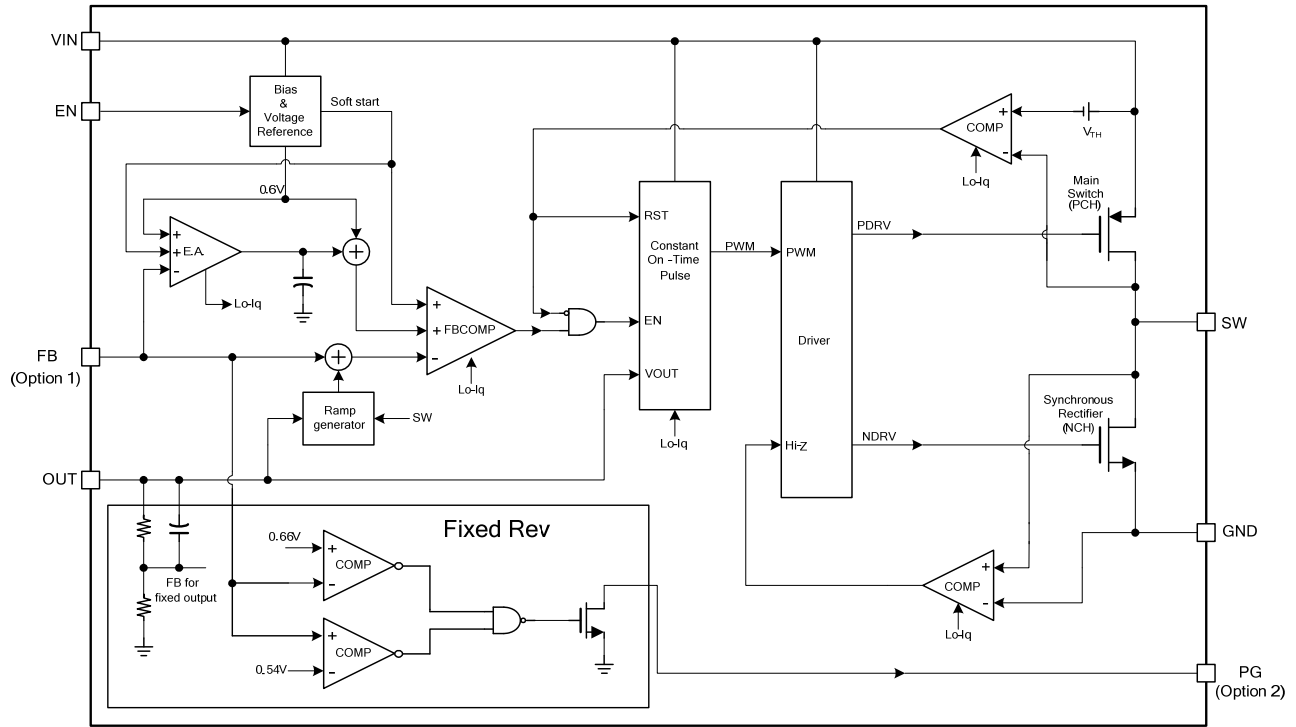 VIN
EN
Bias
&
Voltage
Reference
Soft start
0.6V
+
+
-
E.A.
Lo-Iq
+
+
+
-
FBCOMP
Lo-Iq
FB
(Option 1)
+
Ramp
generator
SW
OUT
RST
Constant
On -Time
Pulse
EN
VOUT
Lo-Iq
PWM
PWM
Driver
Hi-Z
PDRV
NDRV
+
-
COMP
Lo-Iq
VTH
Main
Switch
(PCH)
SW
Synchronous
Rectifier
(NCH)
GND
+
-
COMP
Lo-Iq
Fixed Rev
FB for
fixed output
0.66V
+
-
COMP
+
-
COMP
0.54V
PG
(Option 2)